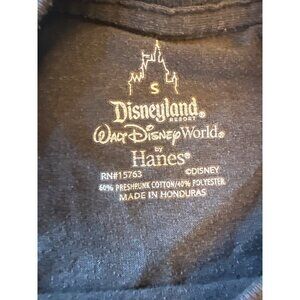 S
Disneyland®
RESORT
Walt Disney World®
by
Hanes®
RN#15763 ©DISNEY
60% PRESHRUNK COTTON/40% POLYESTER
MADE IN HONDURAS